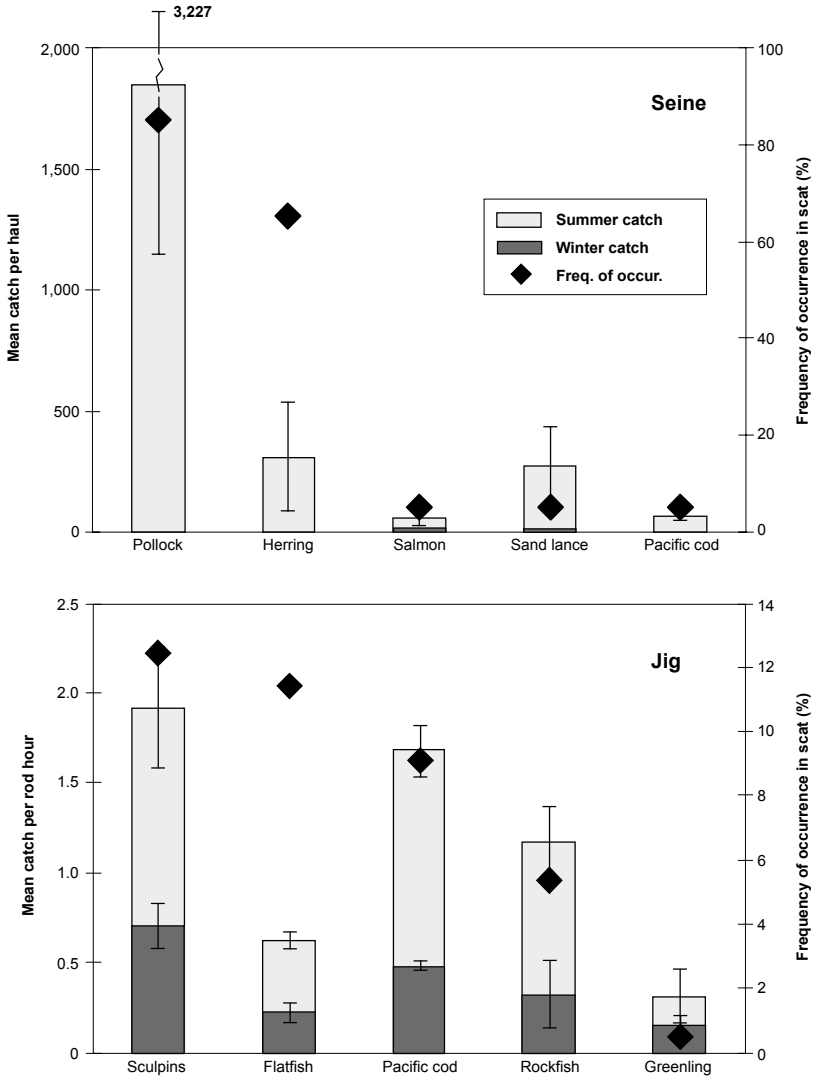 3,227
Seine
Mean catch per haul
2,000
1,500
1,000
500
0
Frequency of occurrence in scat (%)
100
80
60
40
20
0
Summer catch
Winter catch
Freq. of occur.
Pollock Herring Salmon Sand lance Pacific cod
Jig
Mean catch per rod hour
2.5
2.0
1.5
1.0
0.5
0
Frequency of occurrence in scat (%)
14
12
10
8
6
4
2
0
Sculpins Flatfish Pacific cod Rockfish Greenling